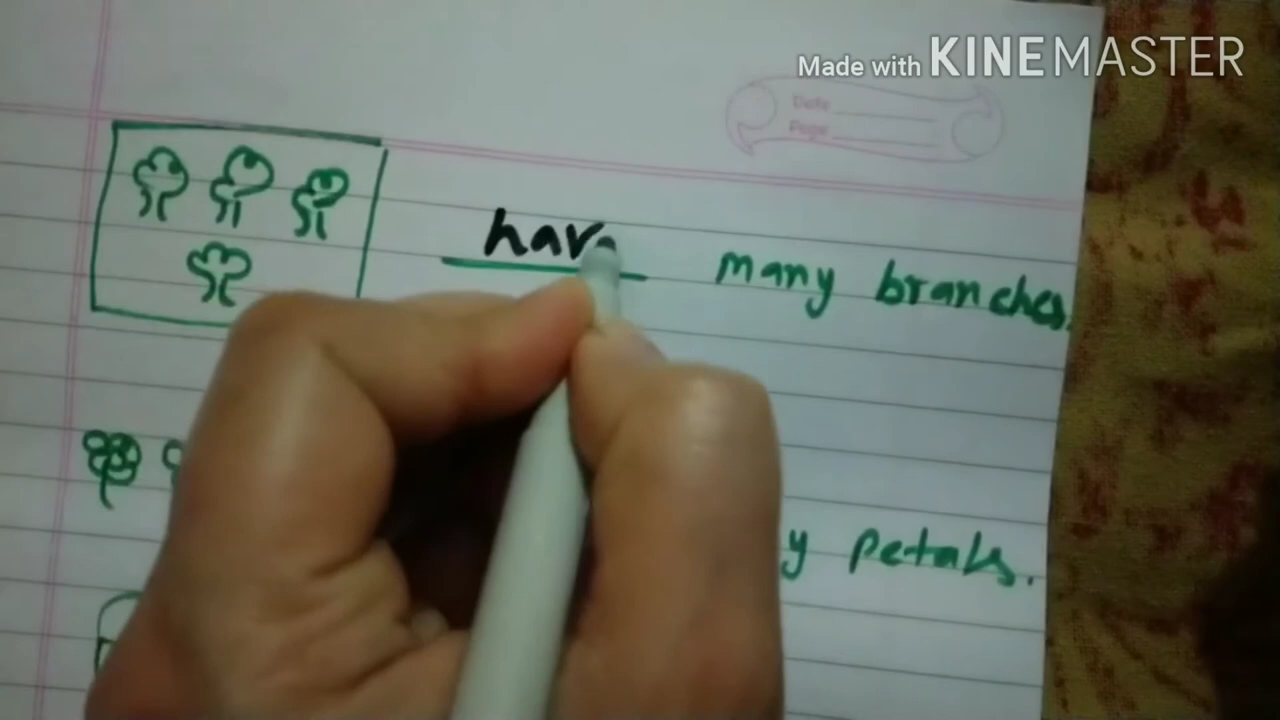 Made with KINEMASTER
Date
Page
have many branches.
y petals.